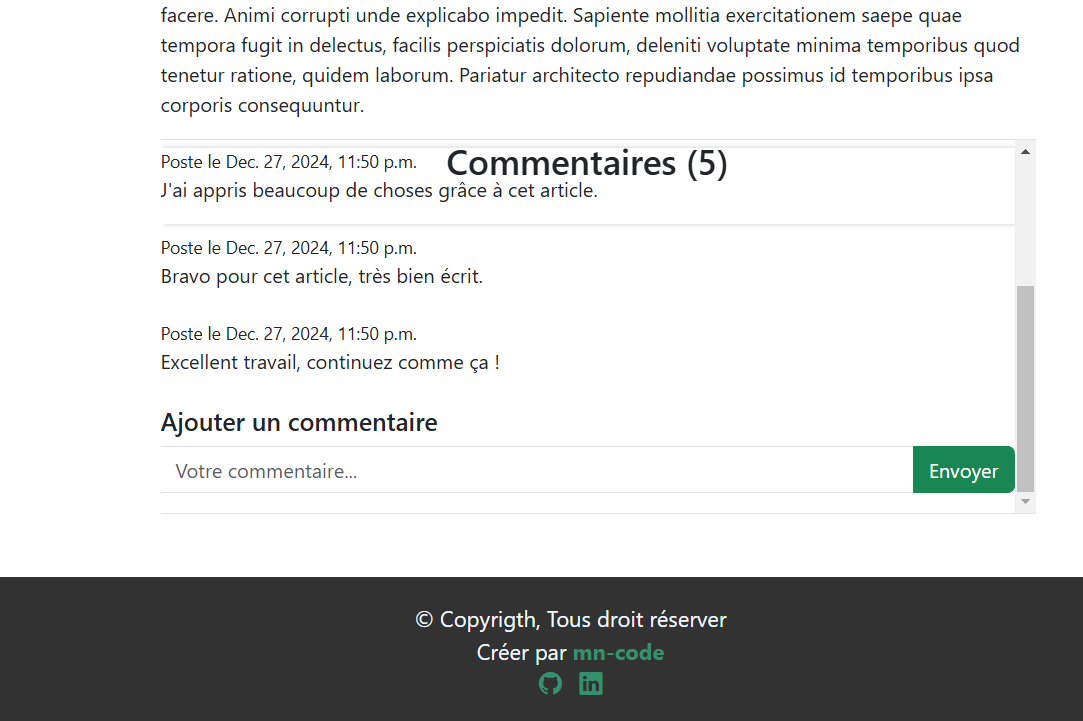 facere. Animi corrupti unde explicabo impedit. Sapiente mollitia exercitationem saepe quae
tempora fugit in delectus, facilis perspiciatis dolorum, deleniti voluptate minima temporibus quod
tenetur ratione, quidem laborum. Pariatur architecto repudiandae possimus id temporibus ipsa
corporis consequuntur.
Commentaires (5)
Poste le Dec. 27, 2024, 11:50 p.m.
J'ai appris beaucoup de choses grâce à cet article.
Poste le Dec. 27, 2024, 11:50 p.m.
Bravo pour cet article, très bien écrit.
Poste le Dec. 27, 2024, 11:50 p.m.
Excellent travail, continuez comme ça !
Ajouter un commentaire
Votre commentaire...
Envoyer
© Copyrigth, Tous droit réserver
Créer par mn-code